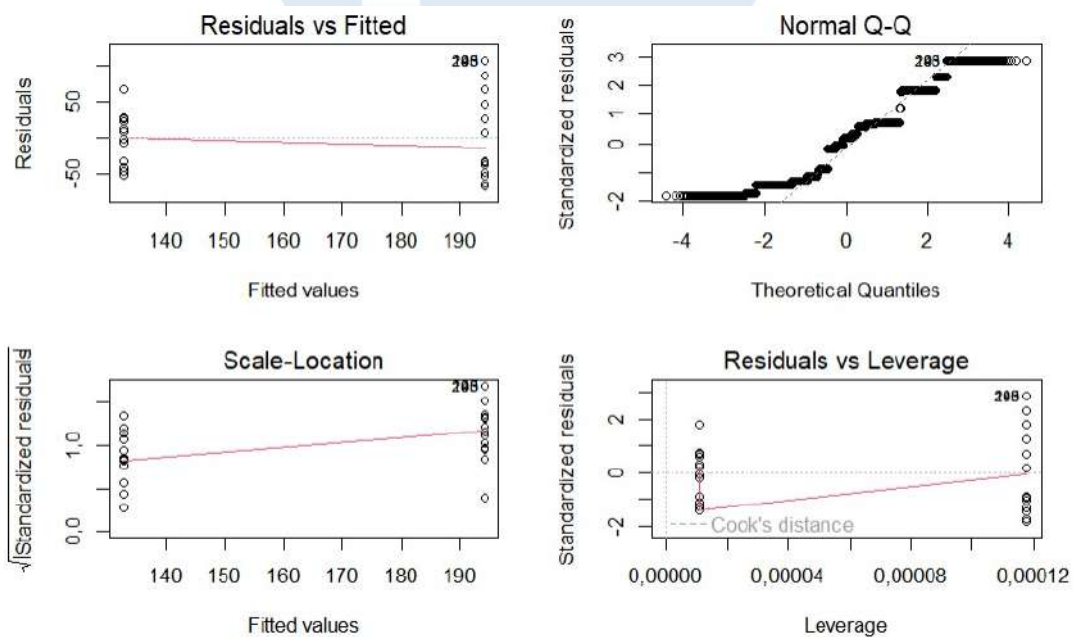 Residuals vs Fitted
Residuals
50
0
-50
140 150 160 170 180 190
Fitted values
Normal Q-Q
Standardized residuals
3
2
1
0
-2
-4 -2 0 2 4
Theoretical Quantiles
Scale-Location
√|Standardized residuals|
1,0
0,0
140 150 160 170 180 190
Fitted values
Residuals vs Leverage
Standardized residuals
2
0
-2
Cook's distance
0,00000 0,00004 0,00008 0,00012
Leverage